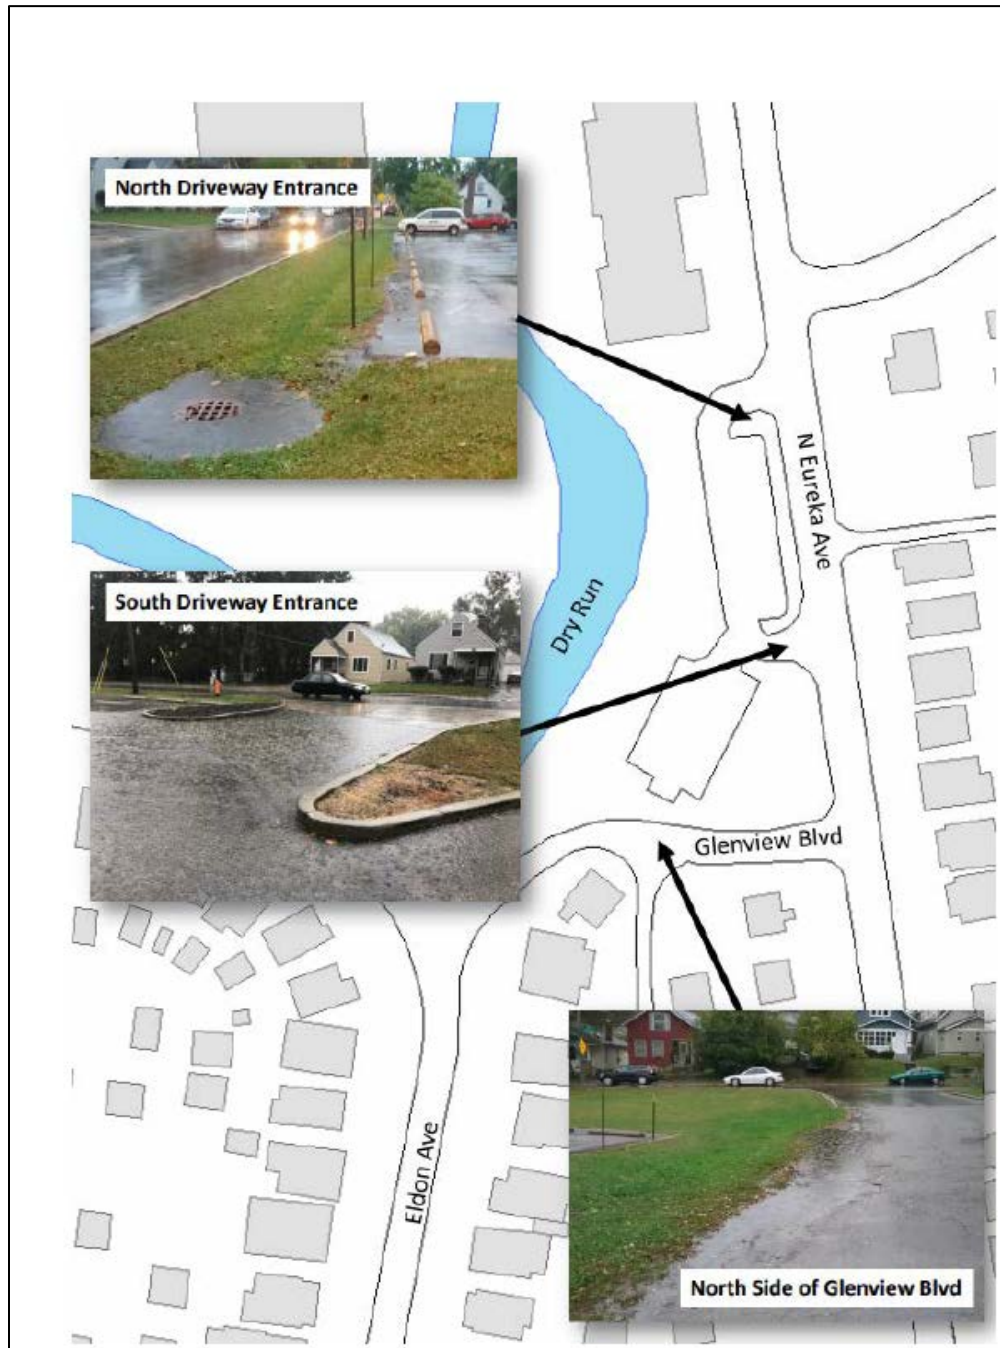 North Driveway Entrance
N Eureka Ave
South Driveway Entrance
Dry Run
Glenview Blvd
Eldon Ave
North Side of Glenview Blvd